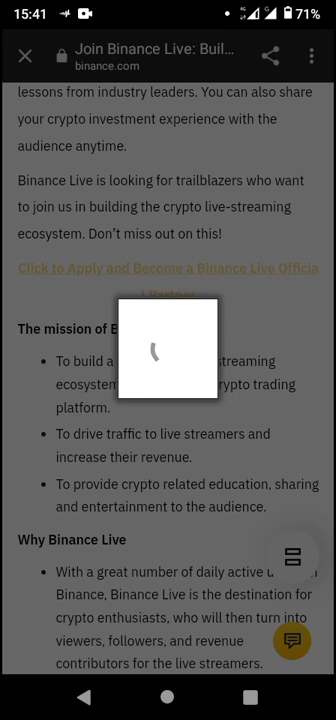 15:41
71%
Join Binance Live: Buil...
binance.com
lessons from industry leaders. You can also share
your crypto investment experience with the
audience anytime.
Binance Live is looking for trailblazers who want
to join us in building the crypto live-streaming
ecosystem. Don't miss out on this!
Click to Apply and Become a Binance Live Officia
l Partner
The mission of B
• To build a streaming
ecosystem rypto trading
platform.
• To drive traffic to live streamers and
increase their revenue.
• To provide crypto related education, sharing
and entertainment to the audience.
Why Binance Live
• With a great number of daily active u
Binance, Binance Live is the destination for
crypto enthusiasts, who will then turn into
viewers, followers, and revenue
contributors for the live streamers.